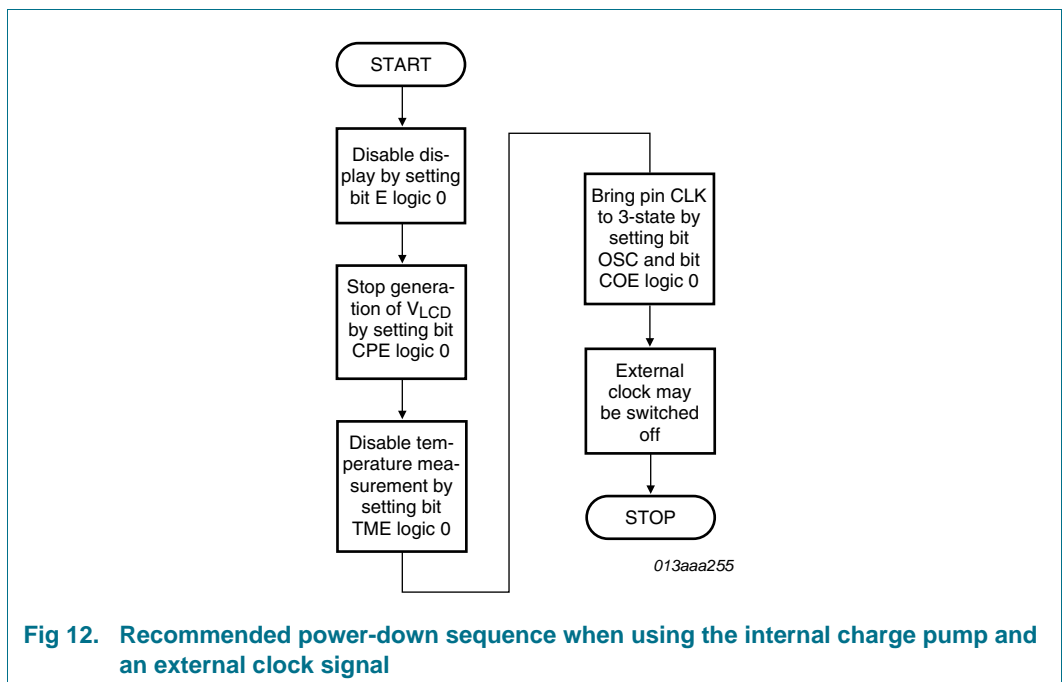 START
Disable dis-
play by setting
bit E logic 0
Stop genera-
tion of VLCD
by setting bit
CPE logic 0
Disable tem-
perature mea-
surement by
setting bit
TME logic 0
Bring pin CLK
to 3-state by
setting bit
OSC and bit
COE logic 0
External
clock may
be switched
off
STOP
013aaa255
Fig 12. Recommended power-down sequence when using the internal charge pump and
an external clock signal